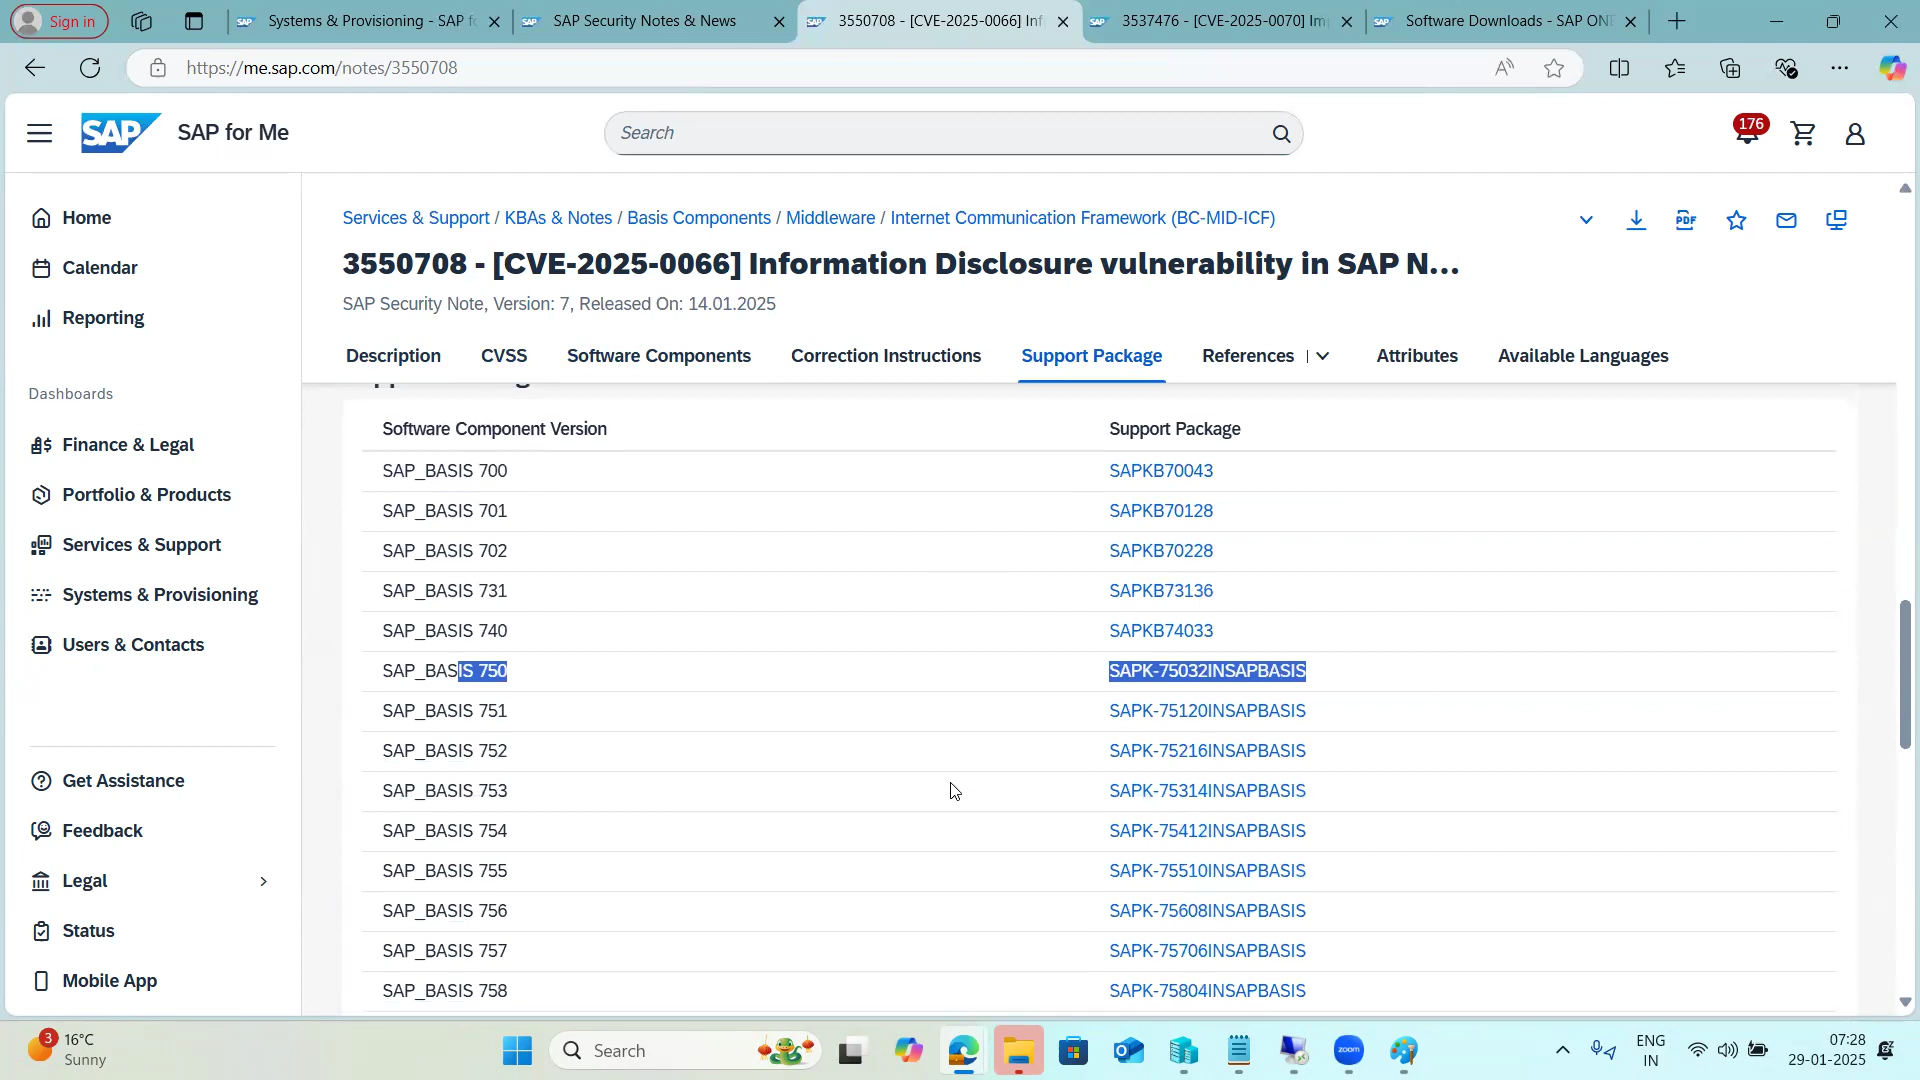 Sign in
Systems & Provisioning - SAP f
SAP Security Notes & News
3550708 - [CVE-2025-0066] Inf
3537476 - [CVE-2025-0070] Im
Software Downloads - SAP ON
https://me.sap.com/notes/3550708
SAP
SAP for Me
Search
176
Home
Calendar
Reporting
Dashboards
Finance & Legal
Portfolio & Products
Services & Support
Systems & Provisioning
Users & Contacts
Get Assistance
Feedback
Legal
Status
Mobile App
Services & Support / KBAs & Notes / Basis Components / Middleware / Internet Communication Framework (BC-MID-ICF)
PDF
3550708 - [CVE-2025-0066] Information Disclosure vulnerability in SAP N...
SAP Security Note, Version: 7, Released On: 14.01.2025
Description CVSS Software Components Correction Instructions Support Package References Attributes Available Languages
Software Component Version Support Package
SAP_BASIS 700 SAPKB70043
SAP_BASIS 701 SAPKB70128
SAP_BASIS 702 SAPKB70228
SAP_BASIS 731 SAPKB73136
SAP_BASIS 740 SAPKB74033
SAP_BASIS 750 SAPK-75032INSAPBASIS
SAP_BASIS 751 SAPK-75120INSAPBASIS
SAP_BASIS 752 SAPK-75216INSAPBASIS
SAP_BASIS 753 SAPK-75314INSAPBASIS
SAP_BASIS 754 SAPK-75412INSAPBASIS
SAP_BASIS 755 SAPK-75510INSAPBASIS
SAP_BASIS 756 SAPK-75608INSAPBASIS
SAP_BASIS 757 SAPK-75706INSAPBASIS
SAP_BASIS 758 SAPK-75804INSAPBASIS
3
16°C
Sunny
Search
zoom
ENG
IN
07:28
29-01-2025